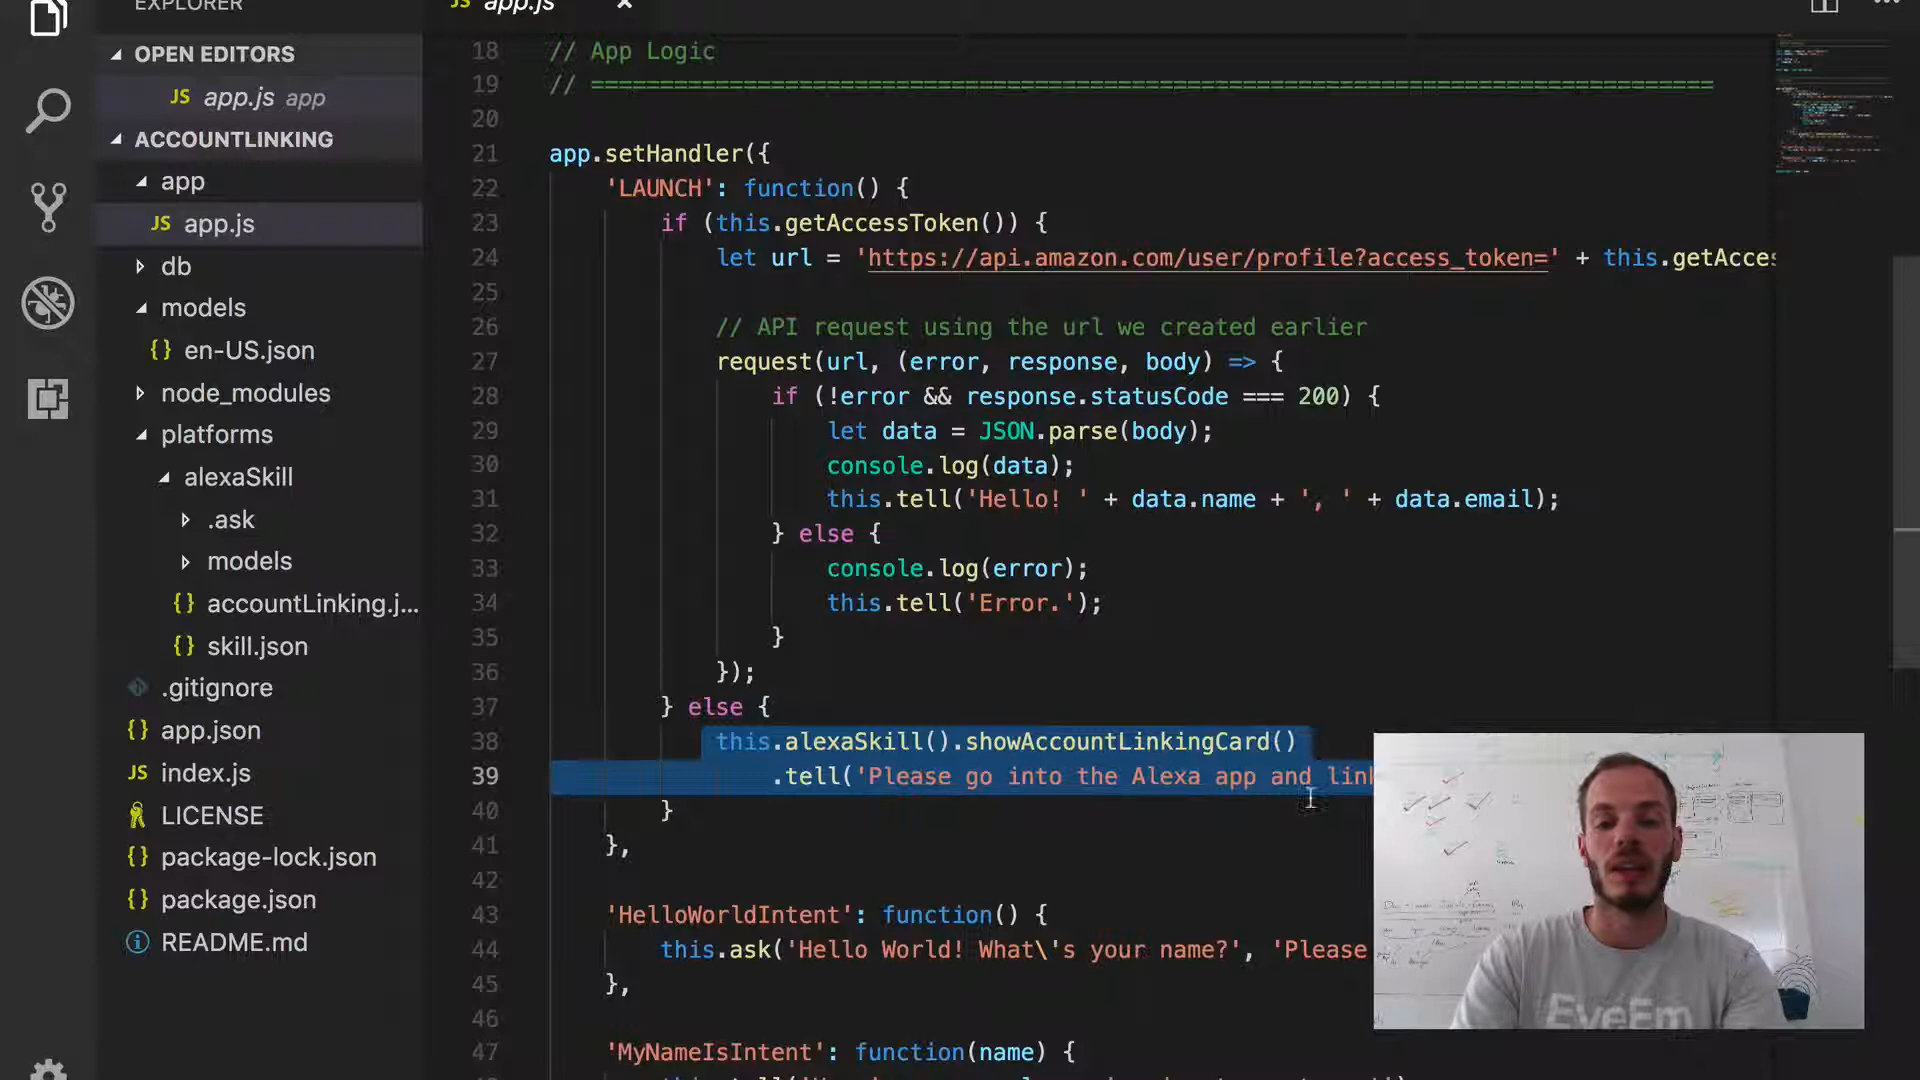 EXPLORER
OPEN EDITORS
JS app.js app
ACCOUNTLINKING
app
JS app.js
db
models
{} en-US.json
node_modules
platforms
alexaSkill
.ask
models
{} accountLinking.j...
{} skill.json
.gitignore
{} app.json
JS index.js
LICENSE
{} package-lock.json
{} package.json
README.md
JS app.js
18 // App Logic
19 // =================================================================================
20
21 app.setHandler({
22 'LAUNCH': function() {
23 if (this.getAccessToken()) {
24 let url = 'https://api.amazon.com/user/profile?access_token=' + this.getAcces
25
26 // API request using the url we created earlier
27 request(url, (error, response, body) => {
28 if (!error && response.statusCode === 200) {
29 let data = JSON.parse(body);
30 console.log(data);
31 this.tell('Hello! ' + data.name + ', ' + data.email);
32 } else {
33 console.log(error);
34 this.tell('Error.');
35 }
36 });
37 } else {
38 this.alexaSkill().showAccountLinkingCard()
39 .tell('Please go into the Alexa app and link
40 }
41 },
42
43 'HelloWorldIntent': function() {
44 this.ask('Hello World! What\'s your name?', 'Please
45 },
46
47 'MyNameIsIntent': function(name) {
EyeEm